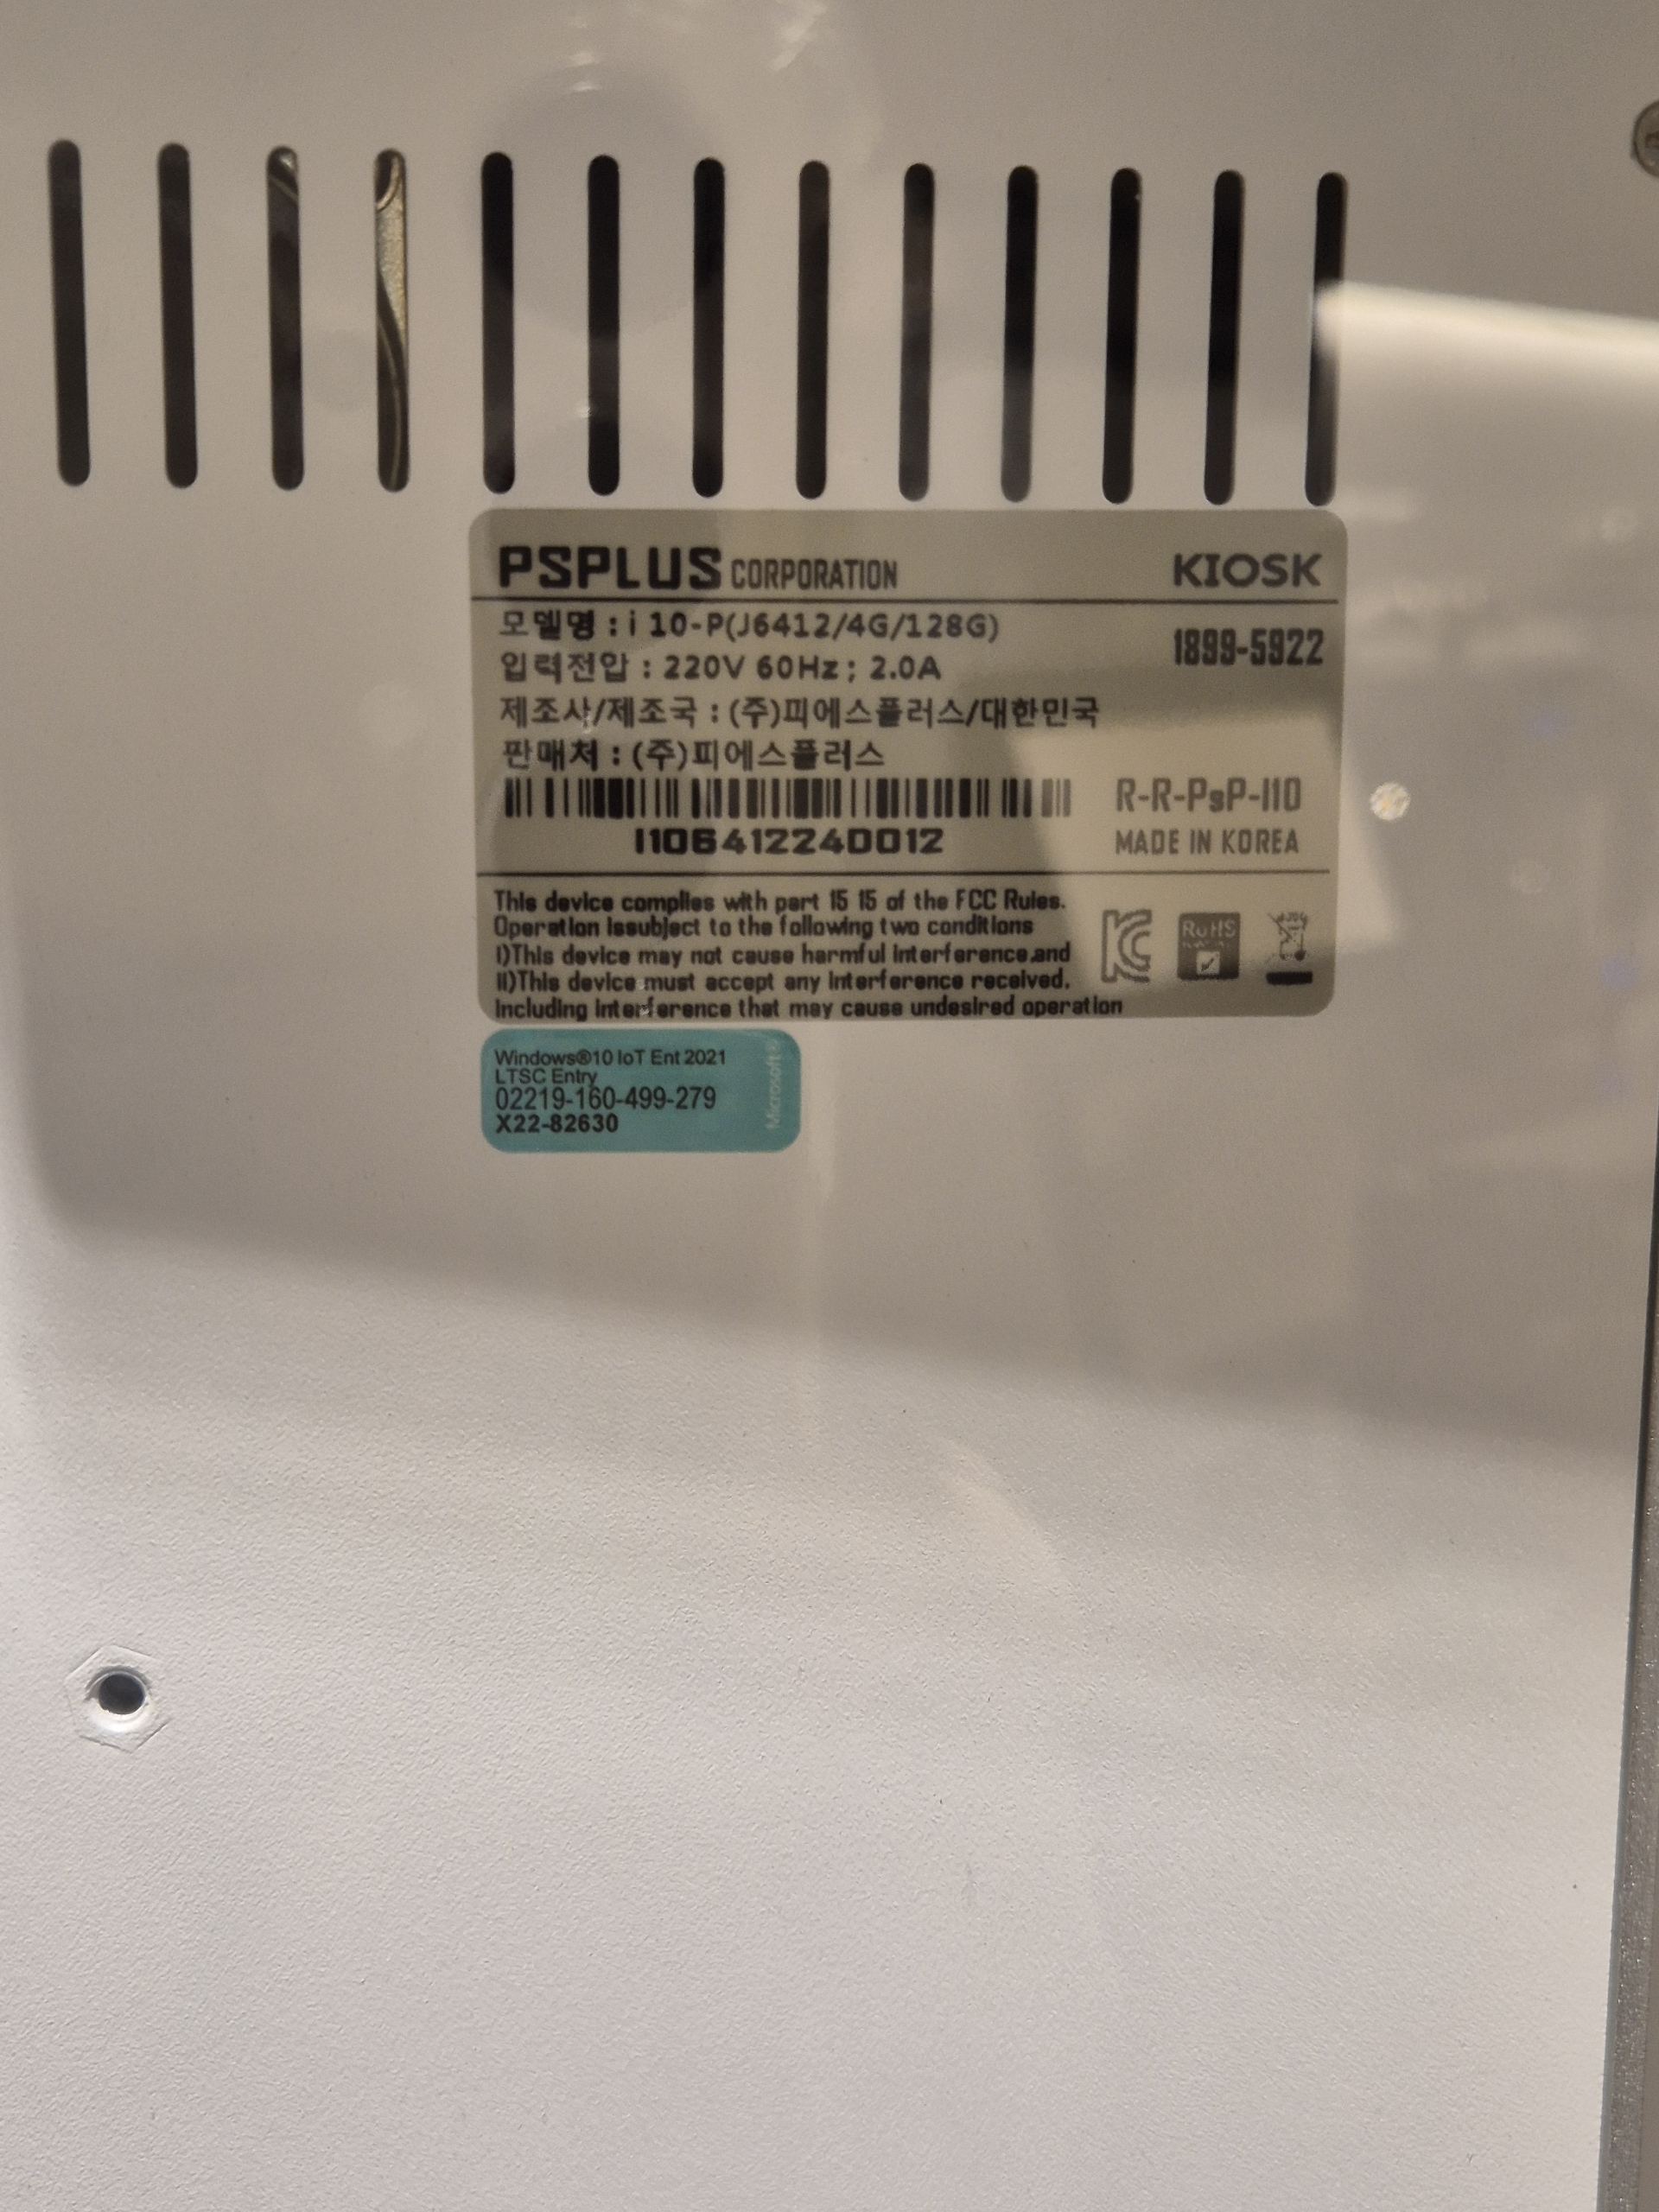 PSPLUS CORPORATION KIOSK
모델명 : i 10-P(J6412/4G/128G)
1899-5922
입력전압 : 220V 60Hz ; 2.0A
제조사/제조국 : (주)피에스플러스/대한민국
판매처 : (주)피에스플러스
R-R-PsP-I10
I106412240012
MADE IN KOREA
This device complies with part 15 15 of the FCC Rules.
Operation issubject to the following two conditions
I)This device may not cause harmful interference,and
II)This device must accept any interference received,
including interference that may cause undesired operation
RoHS
Windows®10 IoT Ent 2021
LTSC Entry
02219-160-499-279
X22-82630
Microsoft®